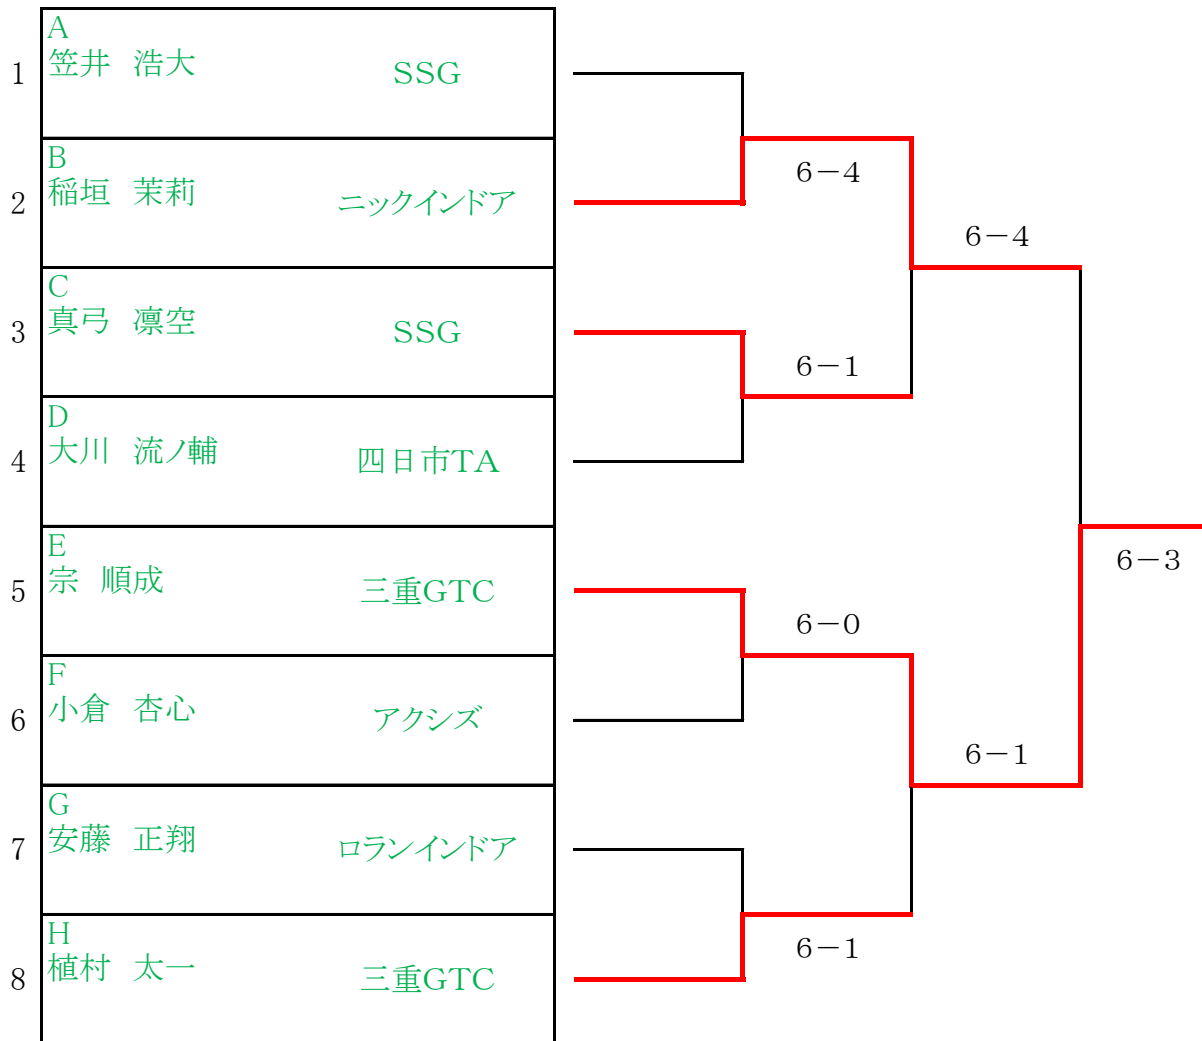 A
1 笠井　浩大 SSG
B
2 稲垣　茉莉 ニックインドア
6－4
6－4
C
3 真弓　凛空 SSG
6－1
D
4 大川　流ノ輔 四日市TA
E
5 宗　順成 三重GTC
6－3
6－0
F
6 小倉　杏心 アクシズ
6－1
G
7 安藤　正翔 ロランインドア
H
8 植村　太一 三重GTC
6－1